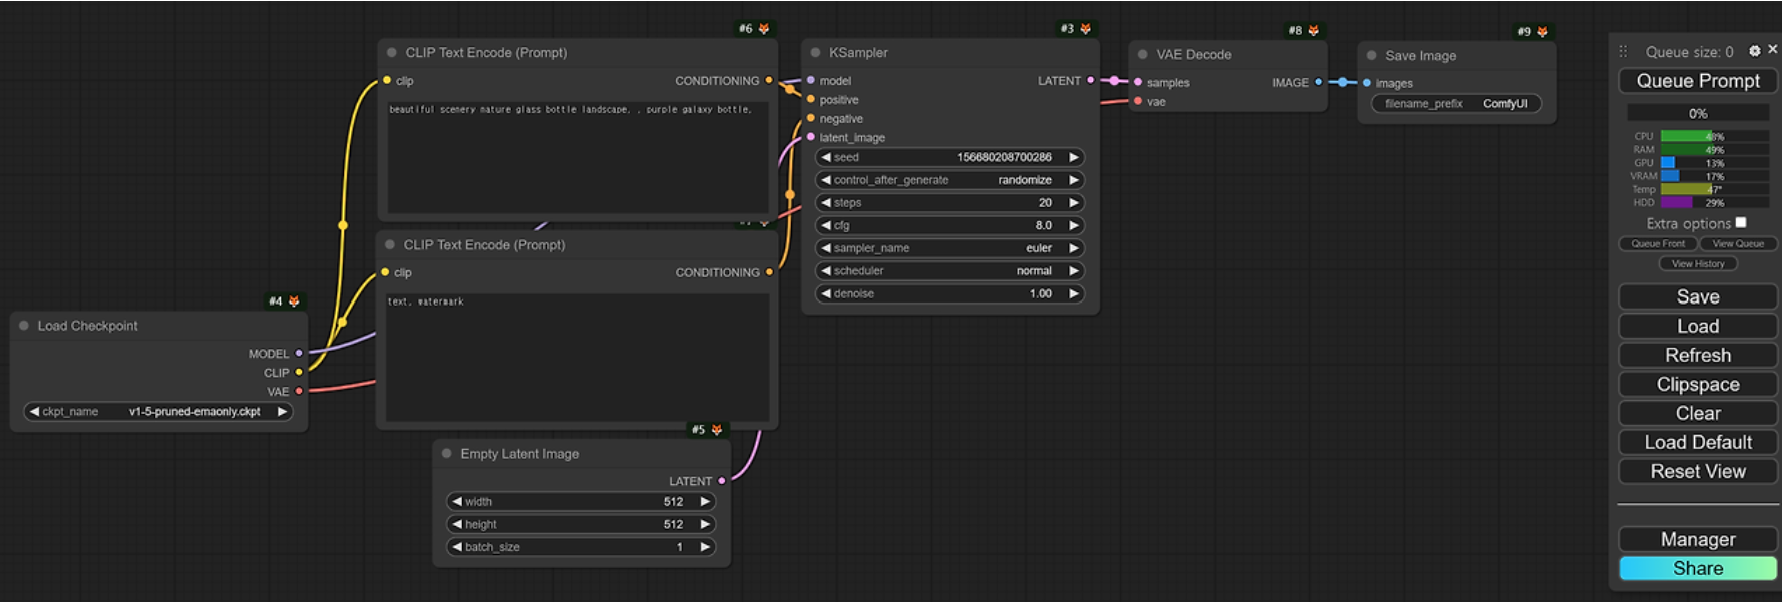 #6
CLIP Text Encode (Prompt)
clip
CONDITIONING
beautiful scenery nature glass bottle landscape, , purple galaxy bottle,
CLIP Text Encode (Prompt)
clip
CONDITIONING
text, watermark
#4
Load Checkpoint
MODEL
CLIP
VAE
ckpt_name v1-5-pruned-emaonly.ckpt
#5
Empty Latent Image
LATENT
width 512
height 512
batch_size 1
#3
KSampler
model LATENT
positive
negative
latent_image
seed 156680208700286
control_after_generate randomize
steps 20
cfg 8.0
sampler_name euler
scheduler normal
denoise 1.00
#8
VAE Decode
samples IMAGE
vae
#9
Save Image
images
filename_prefix ComfyUI
Queue size: 0
Queue Prompt
0%
CPU 48%
RAM 49%
GPU 13%
VRAM 17%
Temp 47°
HDD 29%
Extra options
Queue Front View Queue
View History
Save
Load
Refresh
Clipspace
Clear
Load Default
Reset View
Manager
Share